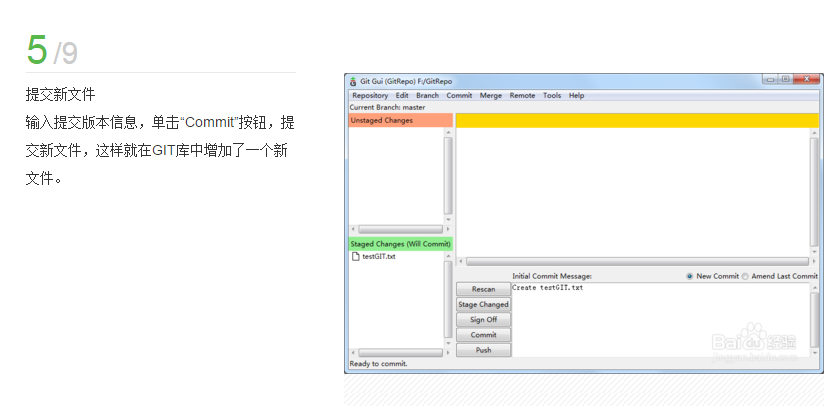 5 /9
提交新文件
输入提交版本信息，单击“Commit”按钮，提
交新文件，这样就在GIT库中增加了一个新
文件。
Git Gui (GitRepo) F:/GitRepo
Repository Edit Branch Commit Merge Remote Tools Help
Current Branch: master
Unstaged Changes
Staged Changes (Will Commit)
testGIT.txt
Initial Commit Message:
New Commit
Amend Last Commit
Create testGIT.txt
Rescan
Stage Changed
Sign Off
Commit
Push
Ready to commit.
Baidu 经验
jingyan.baidu.com